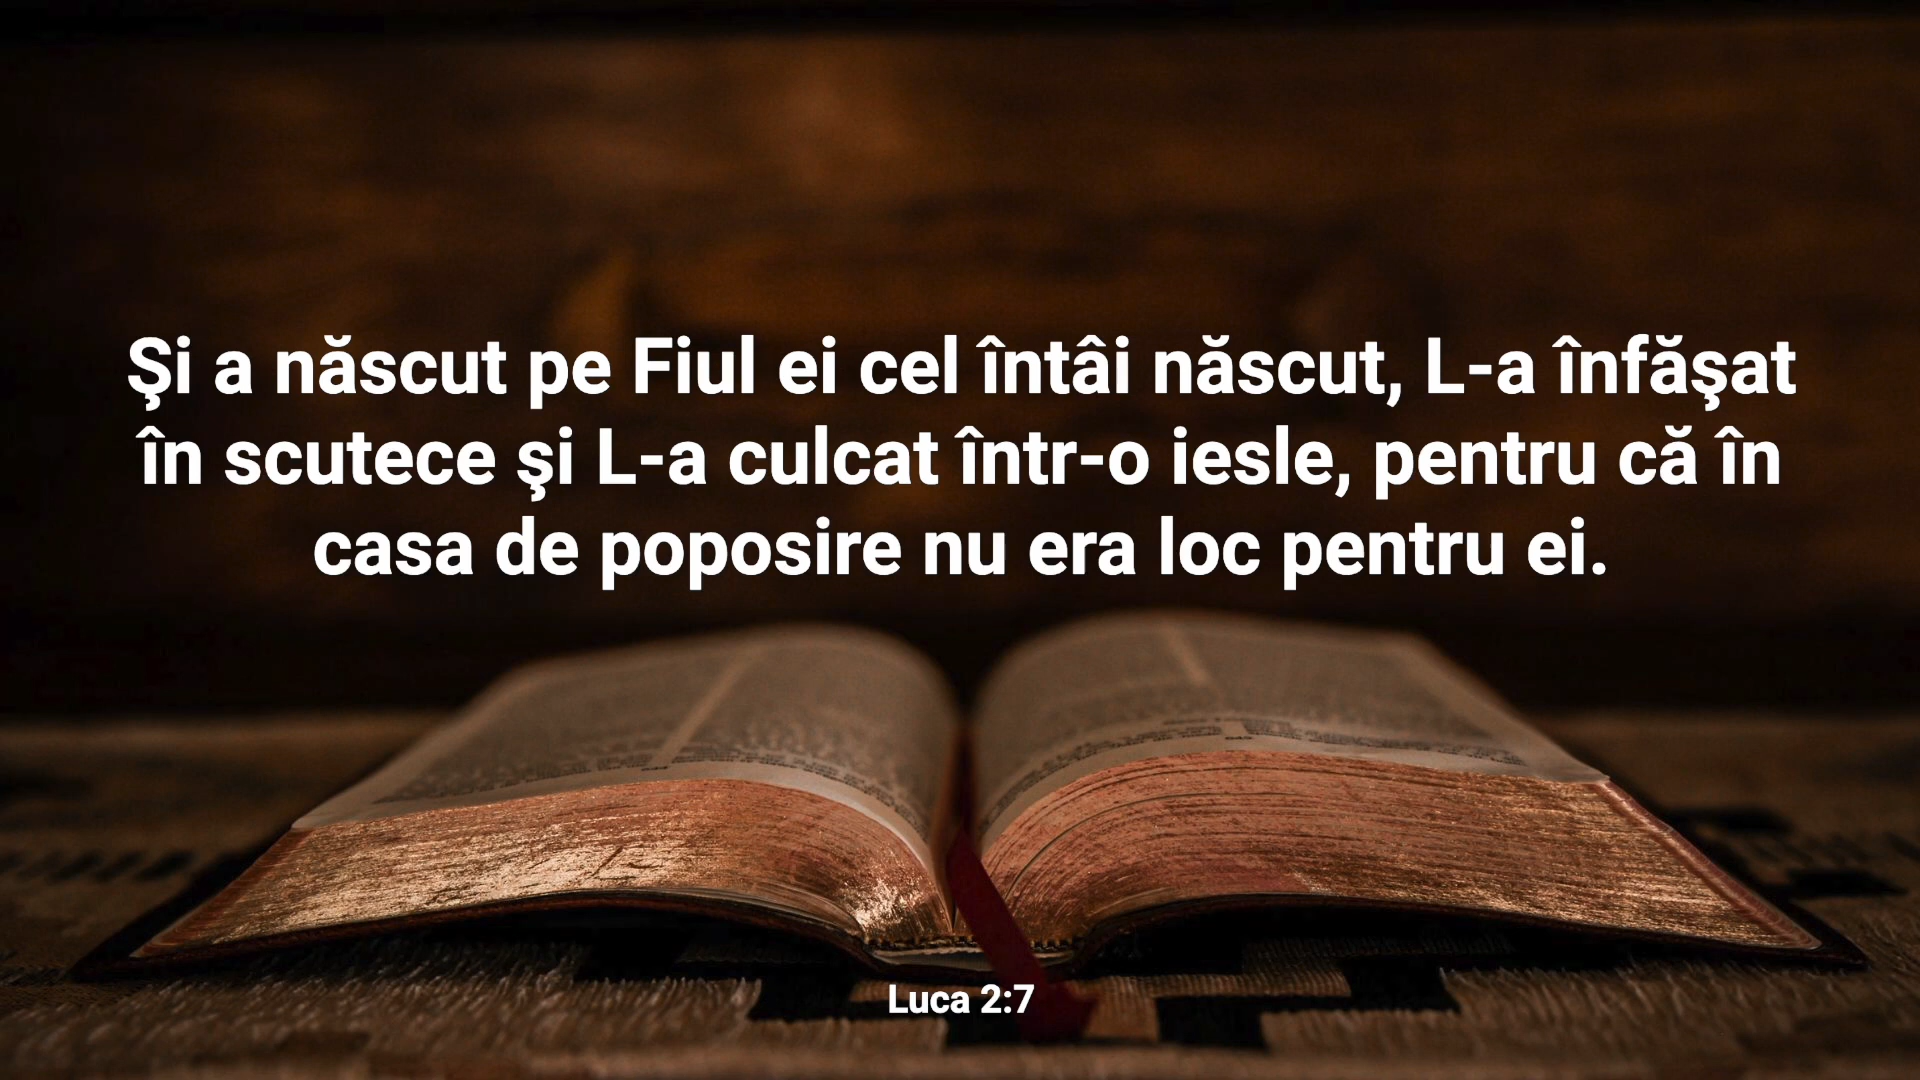 Şi a născut pe Fiul ei cel întâi născut, L-a înfăşat
în scutece şi L-a culcat într-o iesle, pentru că în
casa de poposire nu era loc pentru ei.
Luca 2:7